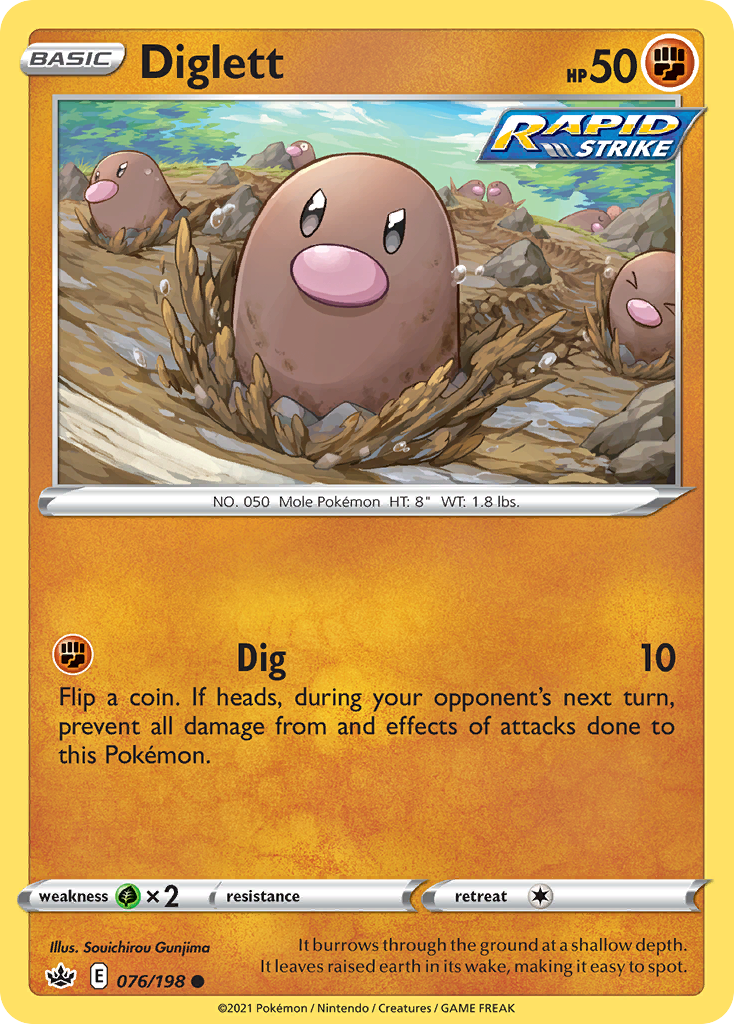 BASIC
Diglett
HP 50
RAPID
STRIKE
NO. 050 Mole Pokémon HT: 8" WT: 1.8 lbs.
Dig 10
Flip a coin. If heads, during your opponent's next turn,
prevent all damage from and effects of attacks done to
this Pokémon.
weakness ×2 resistance retreat
Illus. Souichirou Gunjima
It burrows through the ground at a shallow depth.
It leaves raised earth in its wake, making it easy to spot.
E 076/198
©2021 Pokémon / Nintendo / Creatures / GAME FREAK